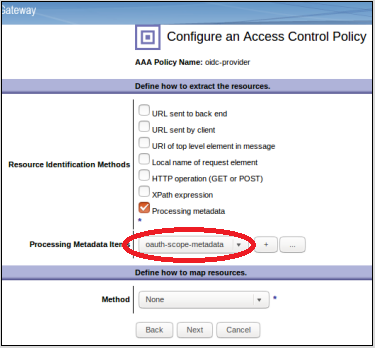 Gateway
Configure an Access Control Policy
AAA Policy Name: oidc-provider
Define how to extract the resources.
Resource Identification Methods
URL sent to back end
URL sent by client
URI of top level element in message
Local name of request element
HTTP operation (GET or POST)
XPath expression
Processing metadata
*
Processing Metadata Items oauth-scope-metadata + ...
Define how to map resources.
Method None *
Back Next Cancel